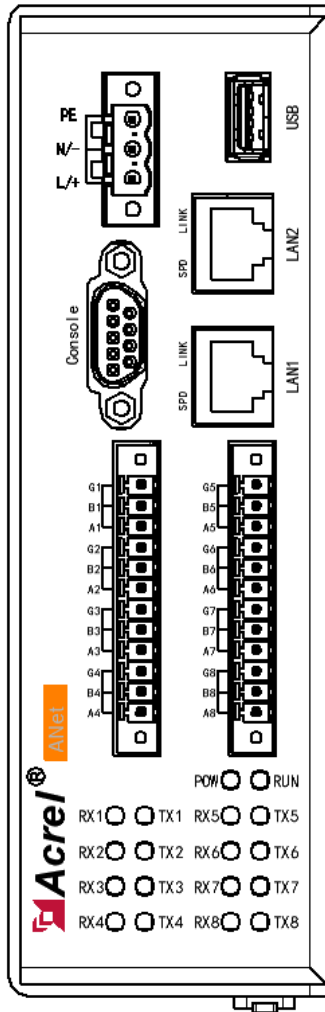 PE
N/-
L/+
USB
LINK
SPD
LAN2
Console
LINK
SPD
LAN1
G1
B1
A1
G2
B2
A2
G3
B3
A3
G4
B4
A4
G5
B5
A5
G6
B6
A6
G7
B7
A7
G8
B8
A8
ANet
Acrel®
POW RUN
RX1 TX1 RX5 TX5
RX2 TX2 RX6 TX6
RX3 TX3 RX7 TX7
RX4 TX4 RX8 TX8